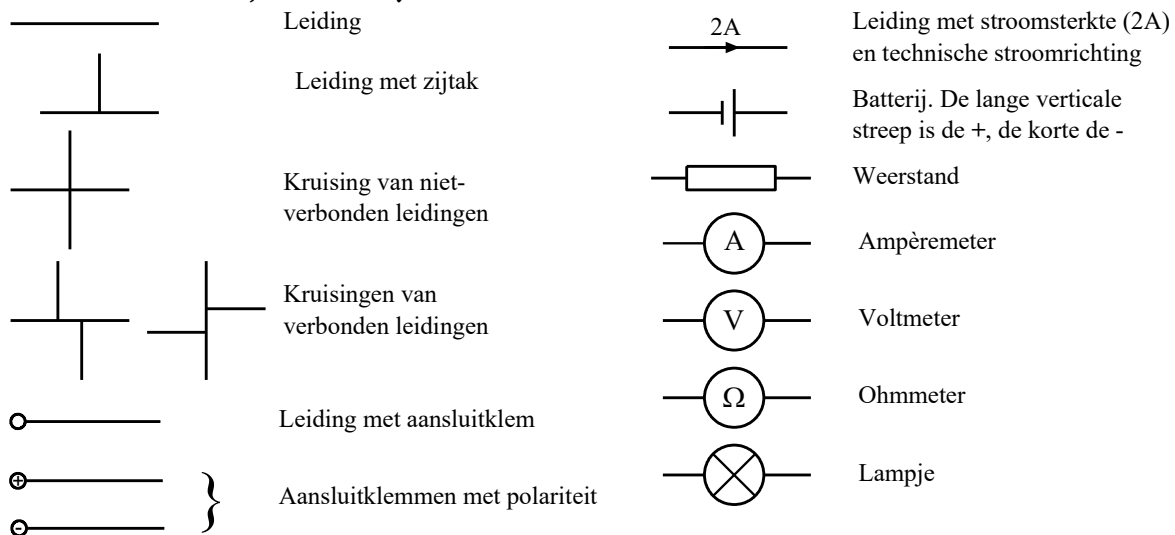 Leiding
Leiding met zijtak
Kruising van niet-
verbonden leidingen
Kruisingen van
verbonden leidingen
Leiding met aansluitklem
+
-
Aansluitklemmen met polariteit
2A
Leiding met stroomsterkte (2A)
en technische stroomrichting
Batterij. De lange verticale
streep is de +, de korte de -
Weerstand
A
Ampèremeter
V
Voltmeter
Ω
Ohmmeter
Lampje